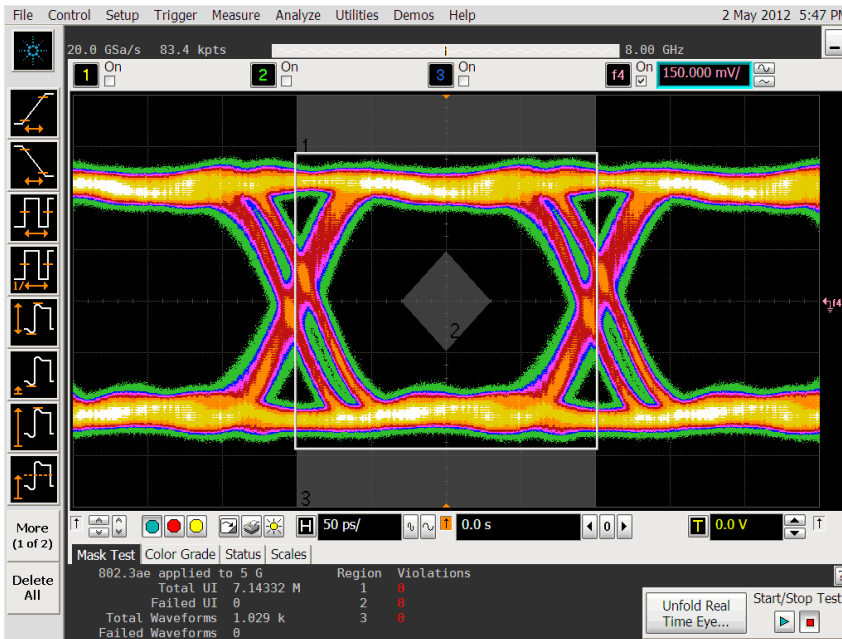 File Control Setup Trigger Measure Analyze Utilities Demos Help 2 May 2012 5:47 PM
20.0 GSa/s 83.4 kpts 8.00 GHz
1 On 2 On 3 On f4 On 150.000 mV/
1
f4
1/
2
3
H 50 ps/ 0.0 s 0 T 0.0 V
More
(1 of 2)
Delete
All
Mask Test Color Grade Status Scales
802.3ae applied to 5 G Region Violations
Total UI 7.14332 M 1 0
Failed UI 0 2 0
Total Waveforms 1.029 k 3 0
Failed Waveforms 0
Unfold Real
Time Eye...
Start/Stop Test
?